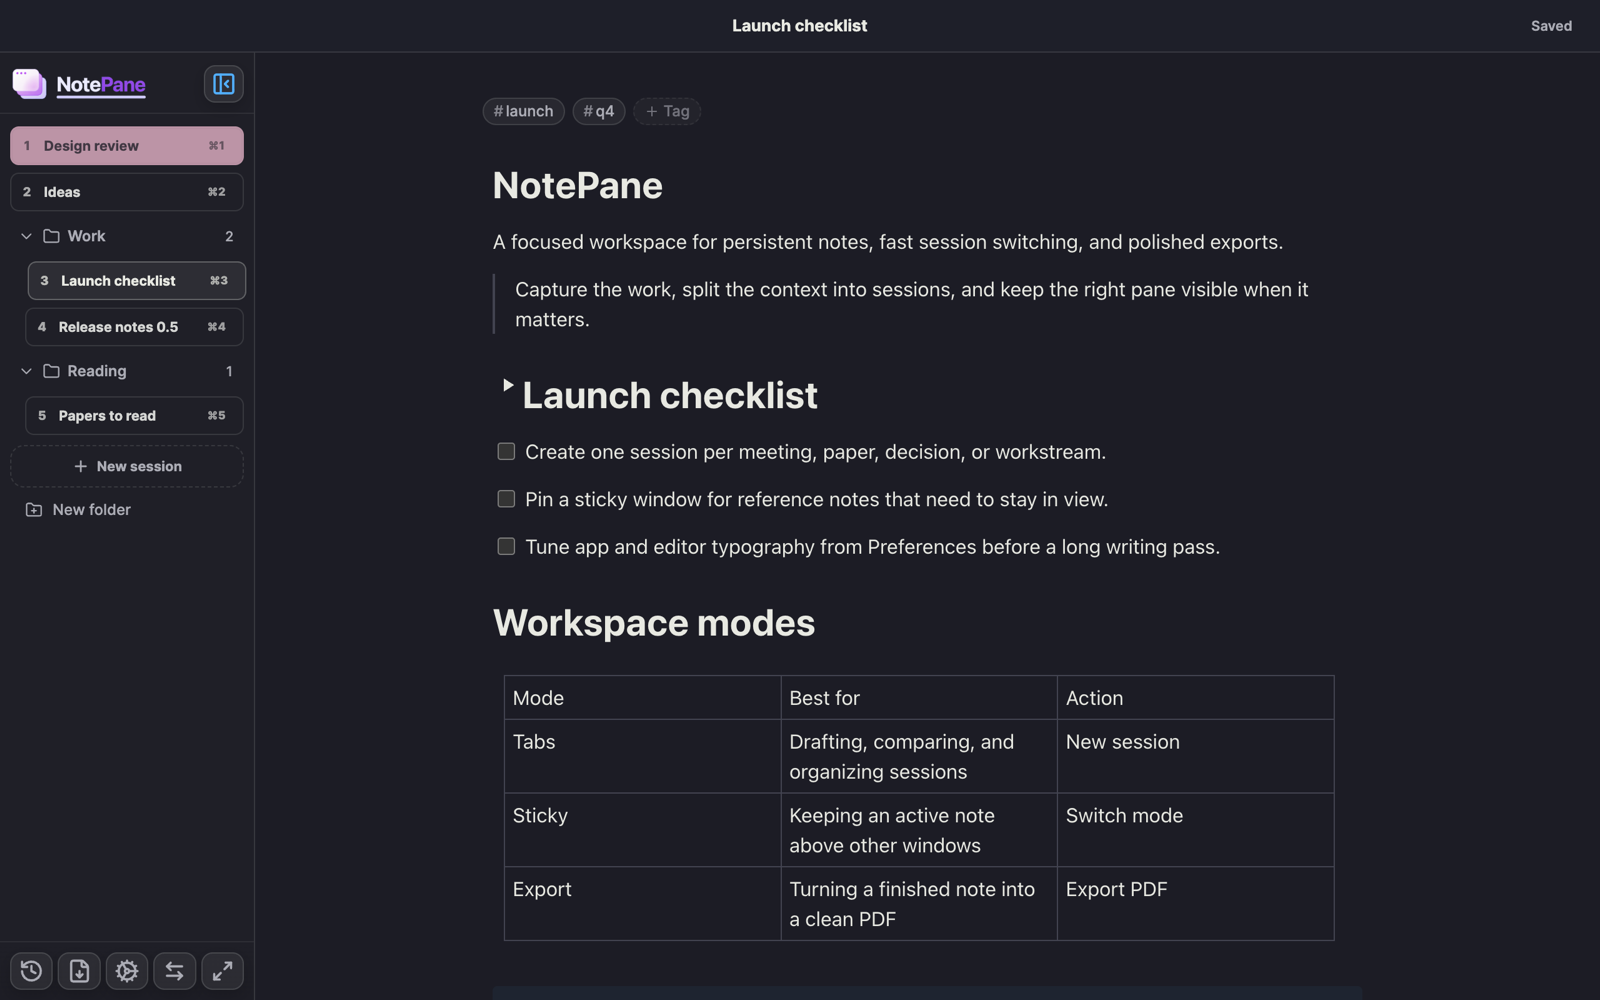 Launch checklist
Saved
NotePane
1 Design review ⌘1
2 Ideas ⌘2
Work 2
3 Launch checklist ⌘3
4 Release notes 0.5 ⌘4
Reading 1
5 Papers to read ⌘5
+ New session
New folder
#launch #q4 + Tag
NotePane
A focused workspace for persistent notes, fast session switching, and polished exports.
Capture the work, split the context into sessions, and keep the right pane visible when it
matters.
Launch checklist
Create one session per meeting, paper, decision, or workstream.
Pin a sticky window for reference notes that need to stay in view.
Tune app and editor typography from Preferences before a long writing pass.
Workspace modes
Mode Best for Action
Tabs Drafting, comparing, and New session
organizing sessions
Sticky Keeping an active note Switch mode
above other windows
Export Turning a finished note into Export PDF
a clean PDF